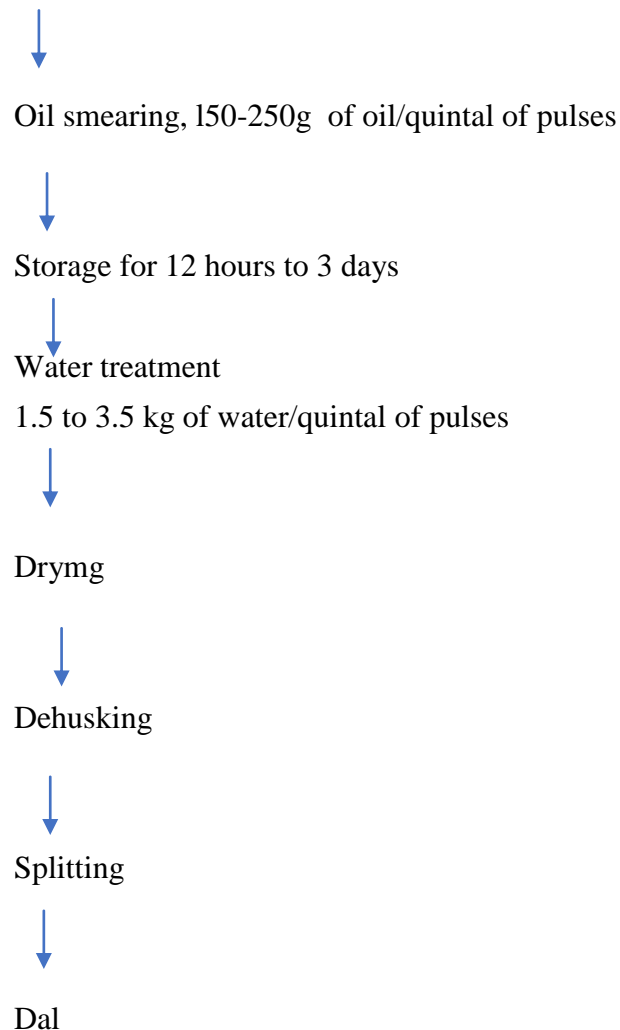 Oil smearing, l50-250g of oil/quintal of pulses
Storage for 12 hours to 3 days
Water treatment
1.5 to 3.5 kg of water/quintal of pulses
Drymg
Dehusking
Splitting
Dal